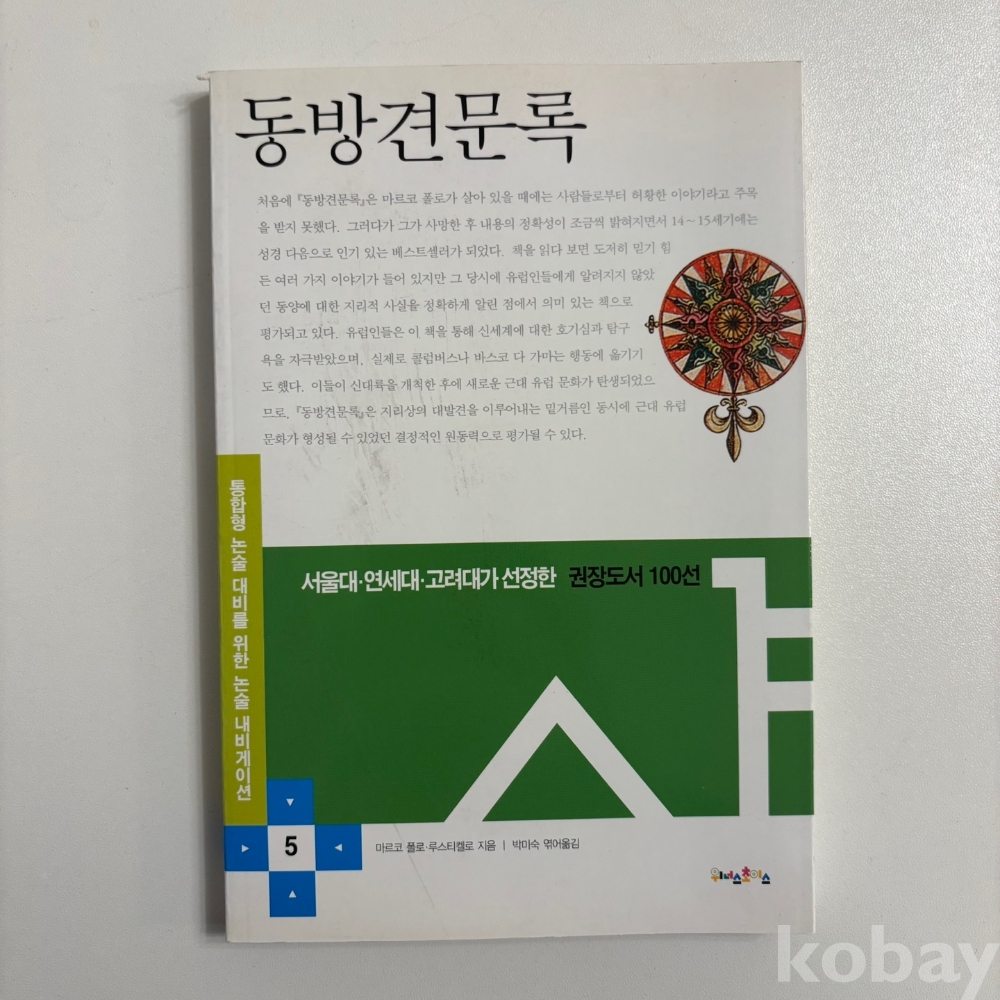 동방견문록
처음에 『동방견문록』은 마르코 폴로가 살아 있을 때에는 사람들로부터 허황한 이야기라고 주목
을 받지 못했다. 그러다가 그가 사망한 후 내용의 정확성이 조금씩 밝혀지면서 14~15세기에는
성경 다음으로 인기 있는 베스트셀러가 되었다. 책을 읽다 보면 도저히 믿기 힘
든 여러 가지 이야기가 들어 있지만 그 당시에 유럽인들에게 알려지지 않았
던 동양에 대한 지리적 사실을 정확하게 알린 점에서 의미 있는 책으로
평가되고 있다. 유럽인들은 이 책을 통해 신세계에 대한 호기심과 탐구
욕을 자극받았으며, 실제로 콜럼버스나 바스코 다 가마는 행동에 옮기기
도 했다. 이들이 신대륙을 개척한 후에 새로운 근대 유럽 문화가 탄생되었으
므로, 『동방견문록』은 지리상의 대발견을 이루어내는 밑거름인 동시에 근대 유럽
문화가 형성될 수 있었던 결정적인 원동력으로 평가될 수 있다.
통합형 논술 대비를 위한 논술 내비게이션
서울대·연세대·고려대가 선정한 권장도서 100선
5
마르코 폴로·루스티켈로 지음 | 박미숙 엮어옮김
위너스초이스
kobay